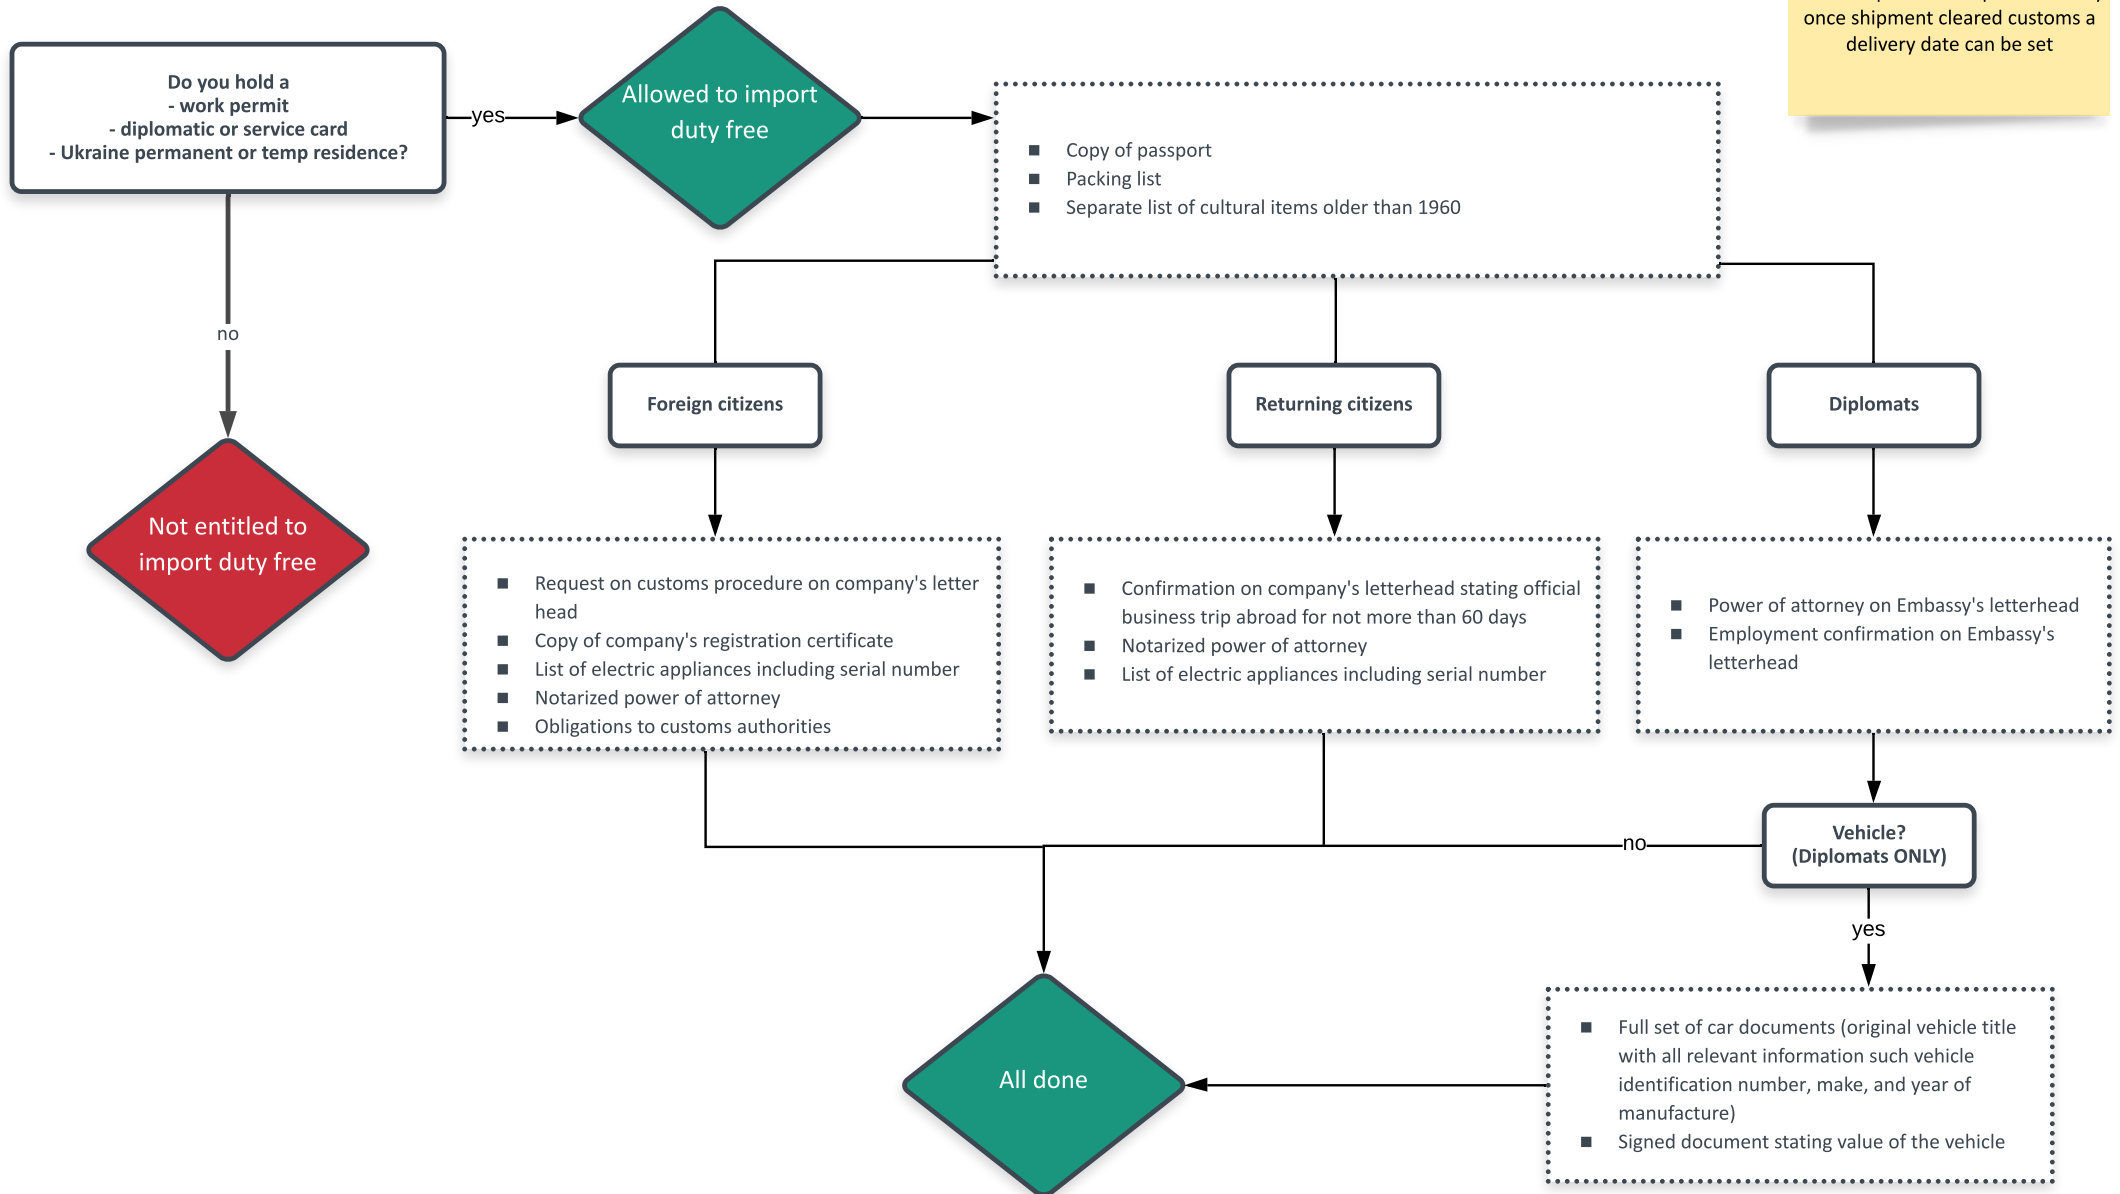 once shipment cleared customs a
delivery date can be set
Do you hold a
- work permit
- diplomatic or service card
- Ukraine permanent or temp residence?
yes
Allowed to import
duty free
■ Copy of passport
■ Packing list
■ Separate list of cultural items older than 1960
no
Not entitled to
import duty free
Foreign citizens
Returning citizens
Diplomats
■ Request on customs procedure on company's letter
head
■ Copy of company's registration certificate
■ List of electric appliances including serial number
■ Notarized power of attorney
■ Obligations to customs authorities
■ Confirmation on company's letterhead stating official
business trip abroad for not more than 60 days
■ Notarized power of attorney
■ List of electric appliances including serial number
■ Power of attorney on Embassy's letterhead
■ Employment confirmation on Embassy's
letterhead
Vehicle?
(Diplomats ONLY)
no
yes
■ Full set of car documents (original vehicle title
with all relevant information such vehicle
identification number, make, and year of
manufacture)
■ Signed document stating value of the vehicle
All done